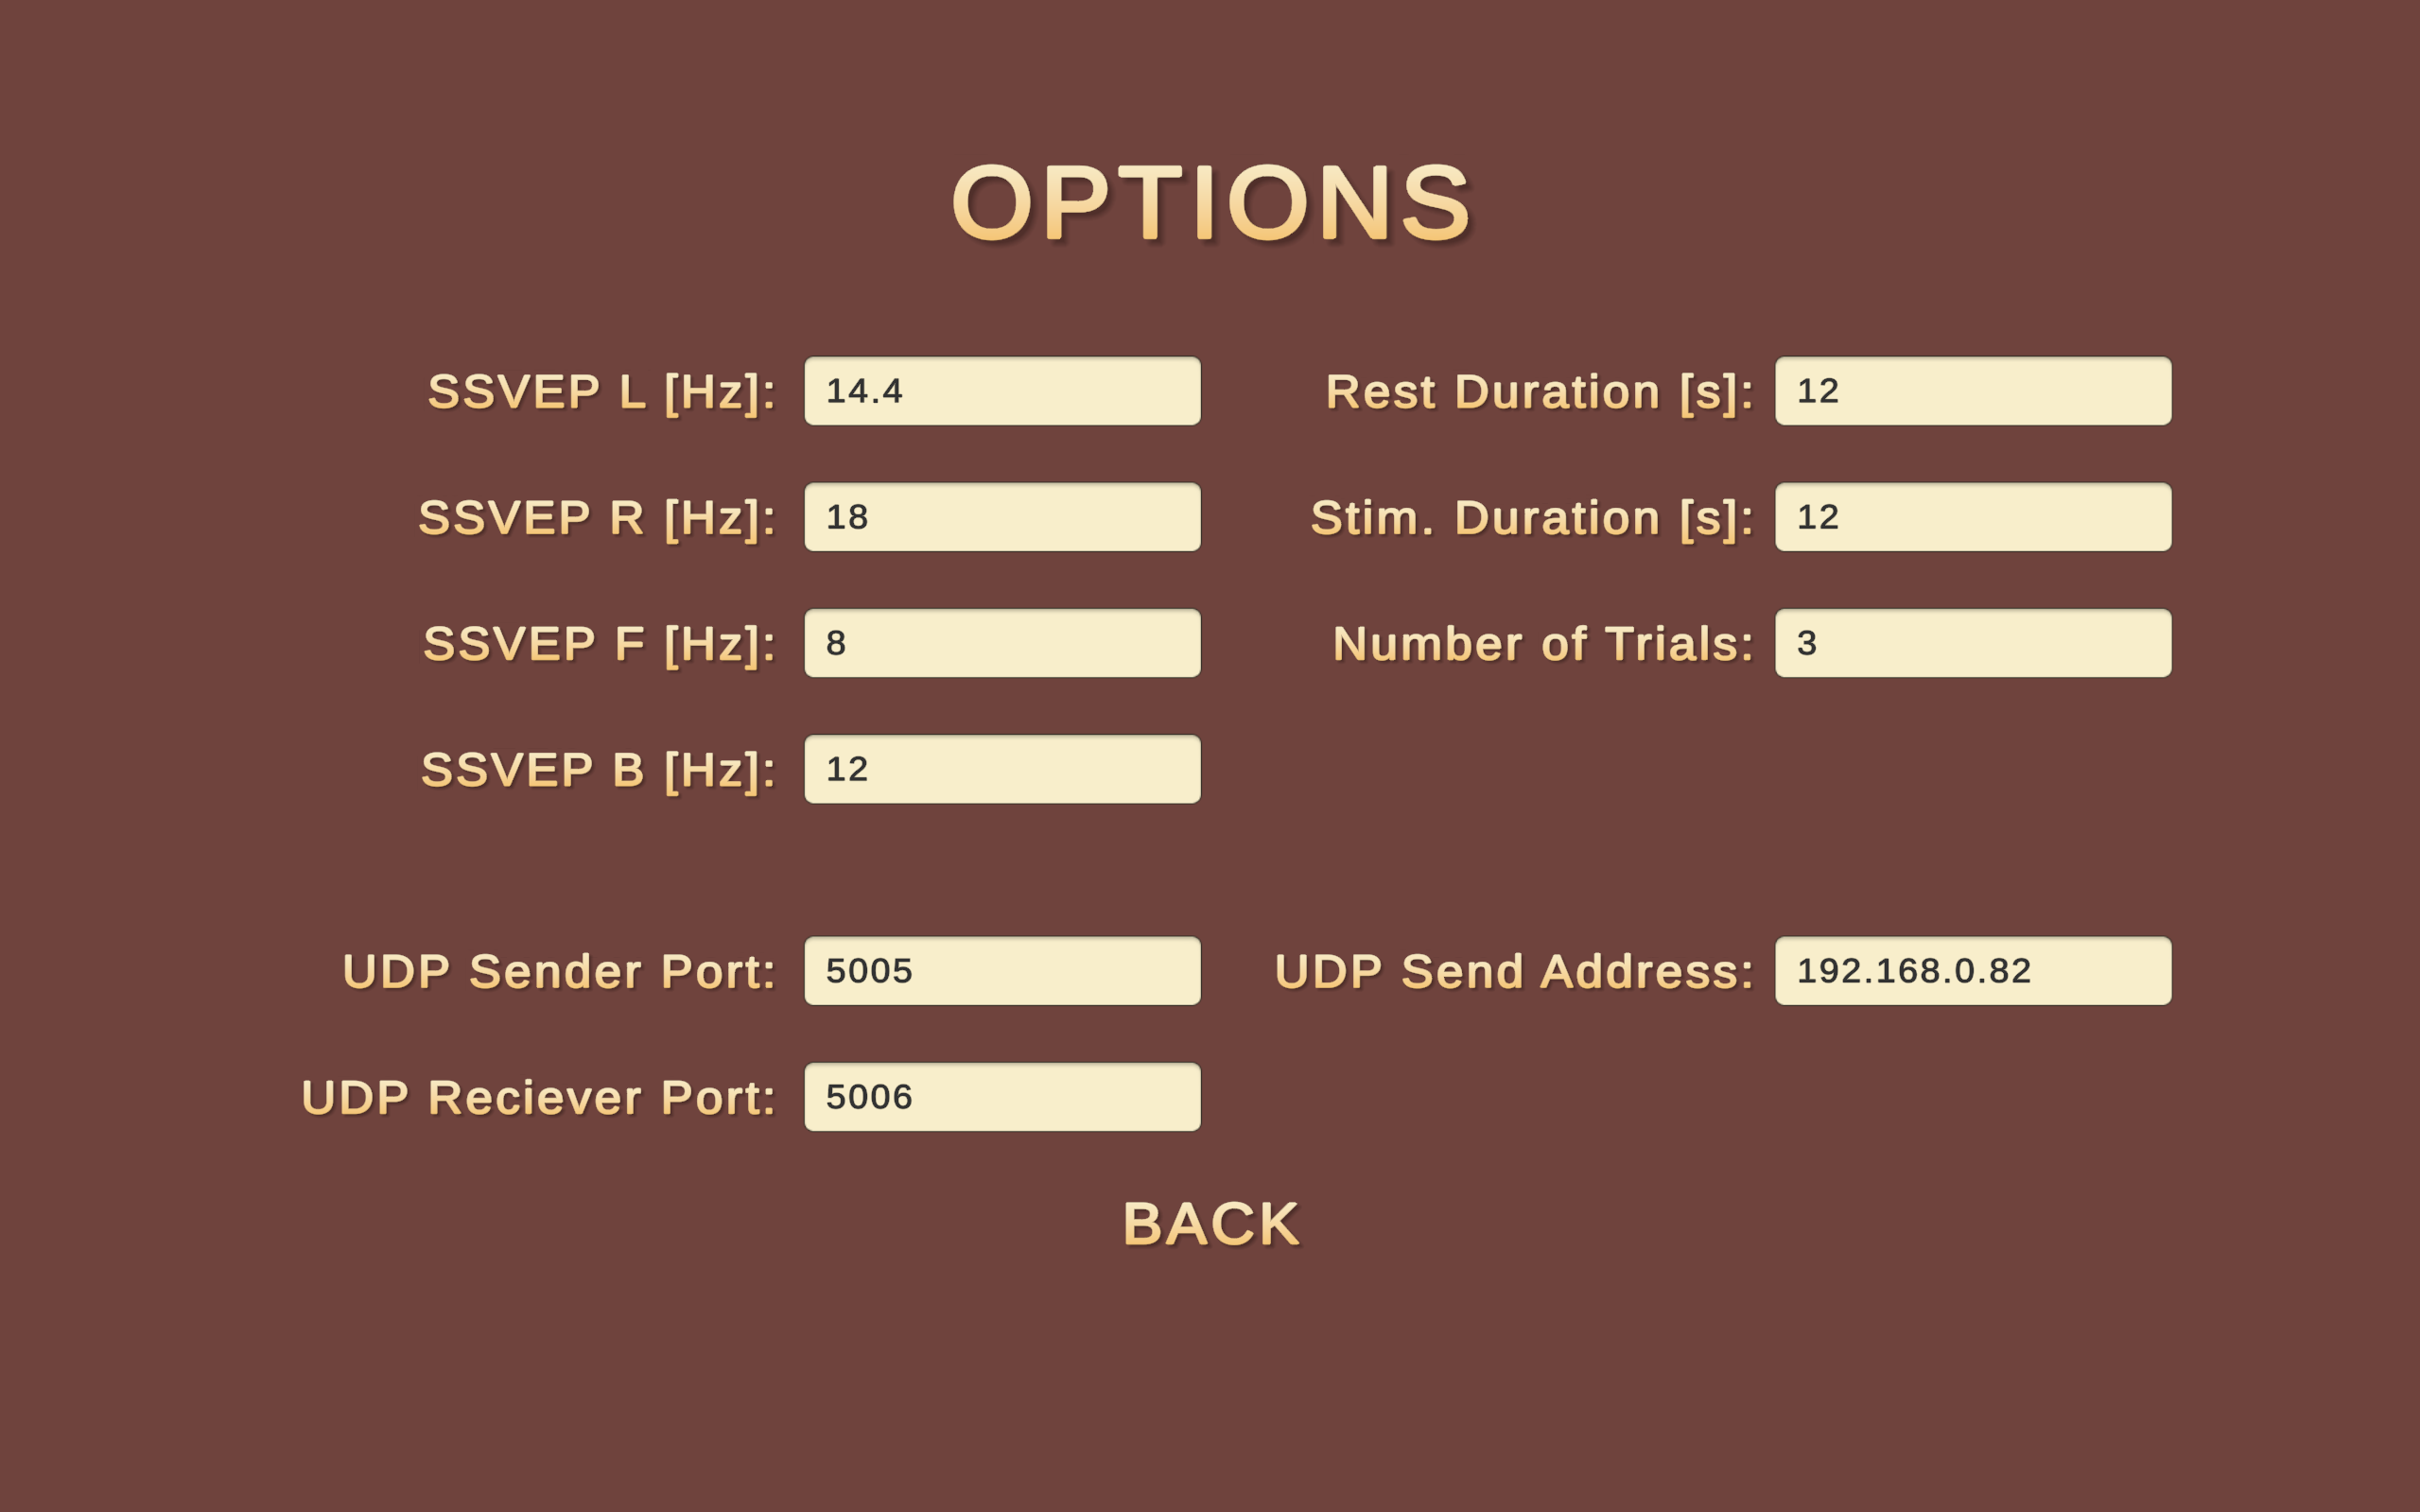 OPTIONS
SSVEP L [Hz]: 14.4
Rest Duration [s]: 12
SSVEP R [Hz]: 18
Stim. Duration [s]: 12
SSVEP F [Hz]: 8
Number of Trials: 3
SSVEP B [Hz]: 12
UDP Sender Port: 5005
UDP Send Address: 192.168.0.82
UDP Reciever Port: 5006
BACK